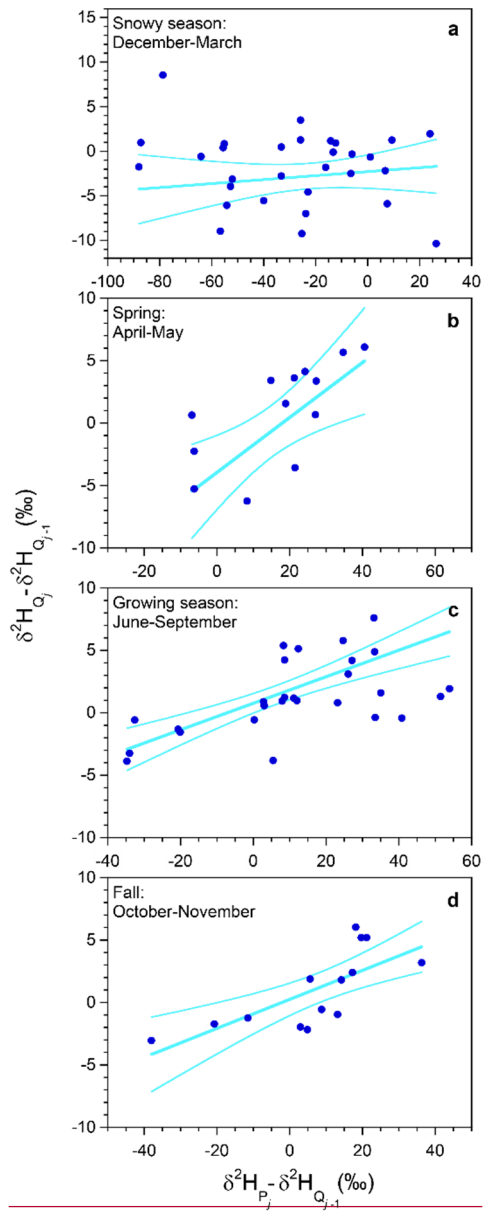 Snowy season:
December-March
a
15
10
5
0
-5
-10
-100 -80 -60 -40 -20 0 20 40
Spring:
April-May
b
10
5
0
-5
-10
-20 0 20 40 60
δ²H_Qj - δ²H_Qj-1 (‰)
Growing season:
June-September
c
10
5
0
-5
-10
-40 -20 0 20 40 60
Fall:
October-November
d
10
5
0
-5
-10
-40 -20 0 20 40
δ²H_Pj - δ²H_Qj-1 (‰)